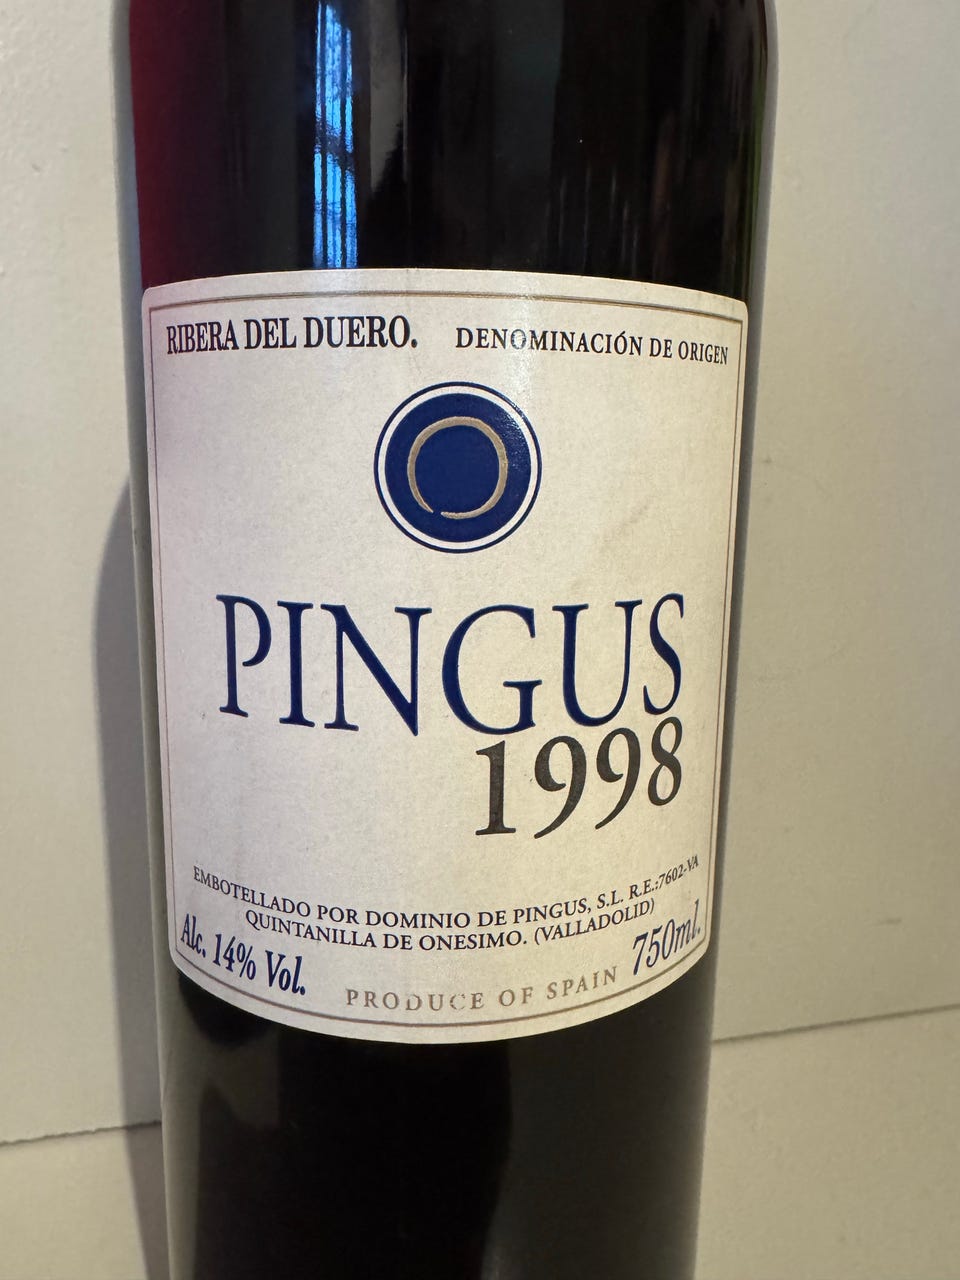 RIBERA DEL DUERO. DENOMINACIÓN DE ORIGEN
PINGUS
1998
EMBOTELLADO POR DOMINIO DE PINGUS, S.L. R.E.:7602-VA
QUINTANILLA DE ONESIMO. (VALLADOLID)
Alc. 14% Vol. 750ml.
PRODUCE OF SPAIN